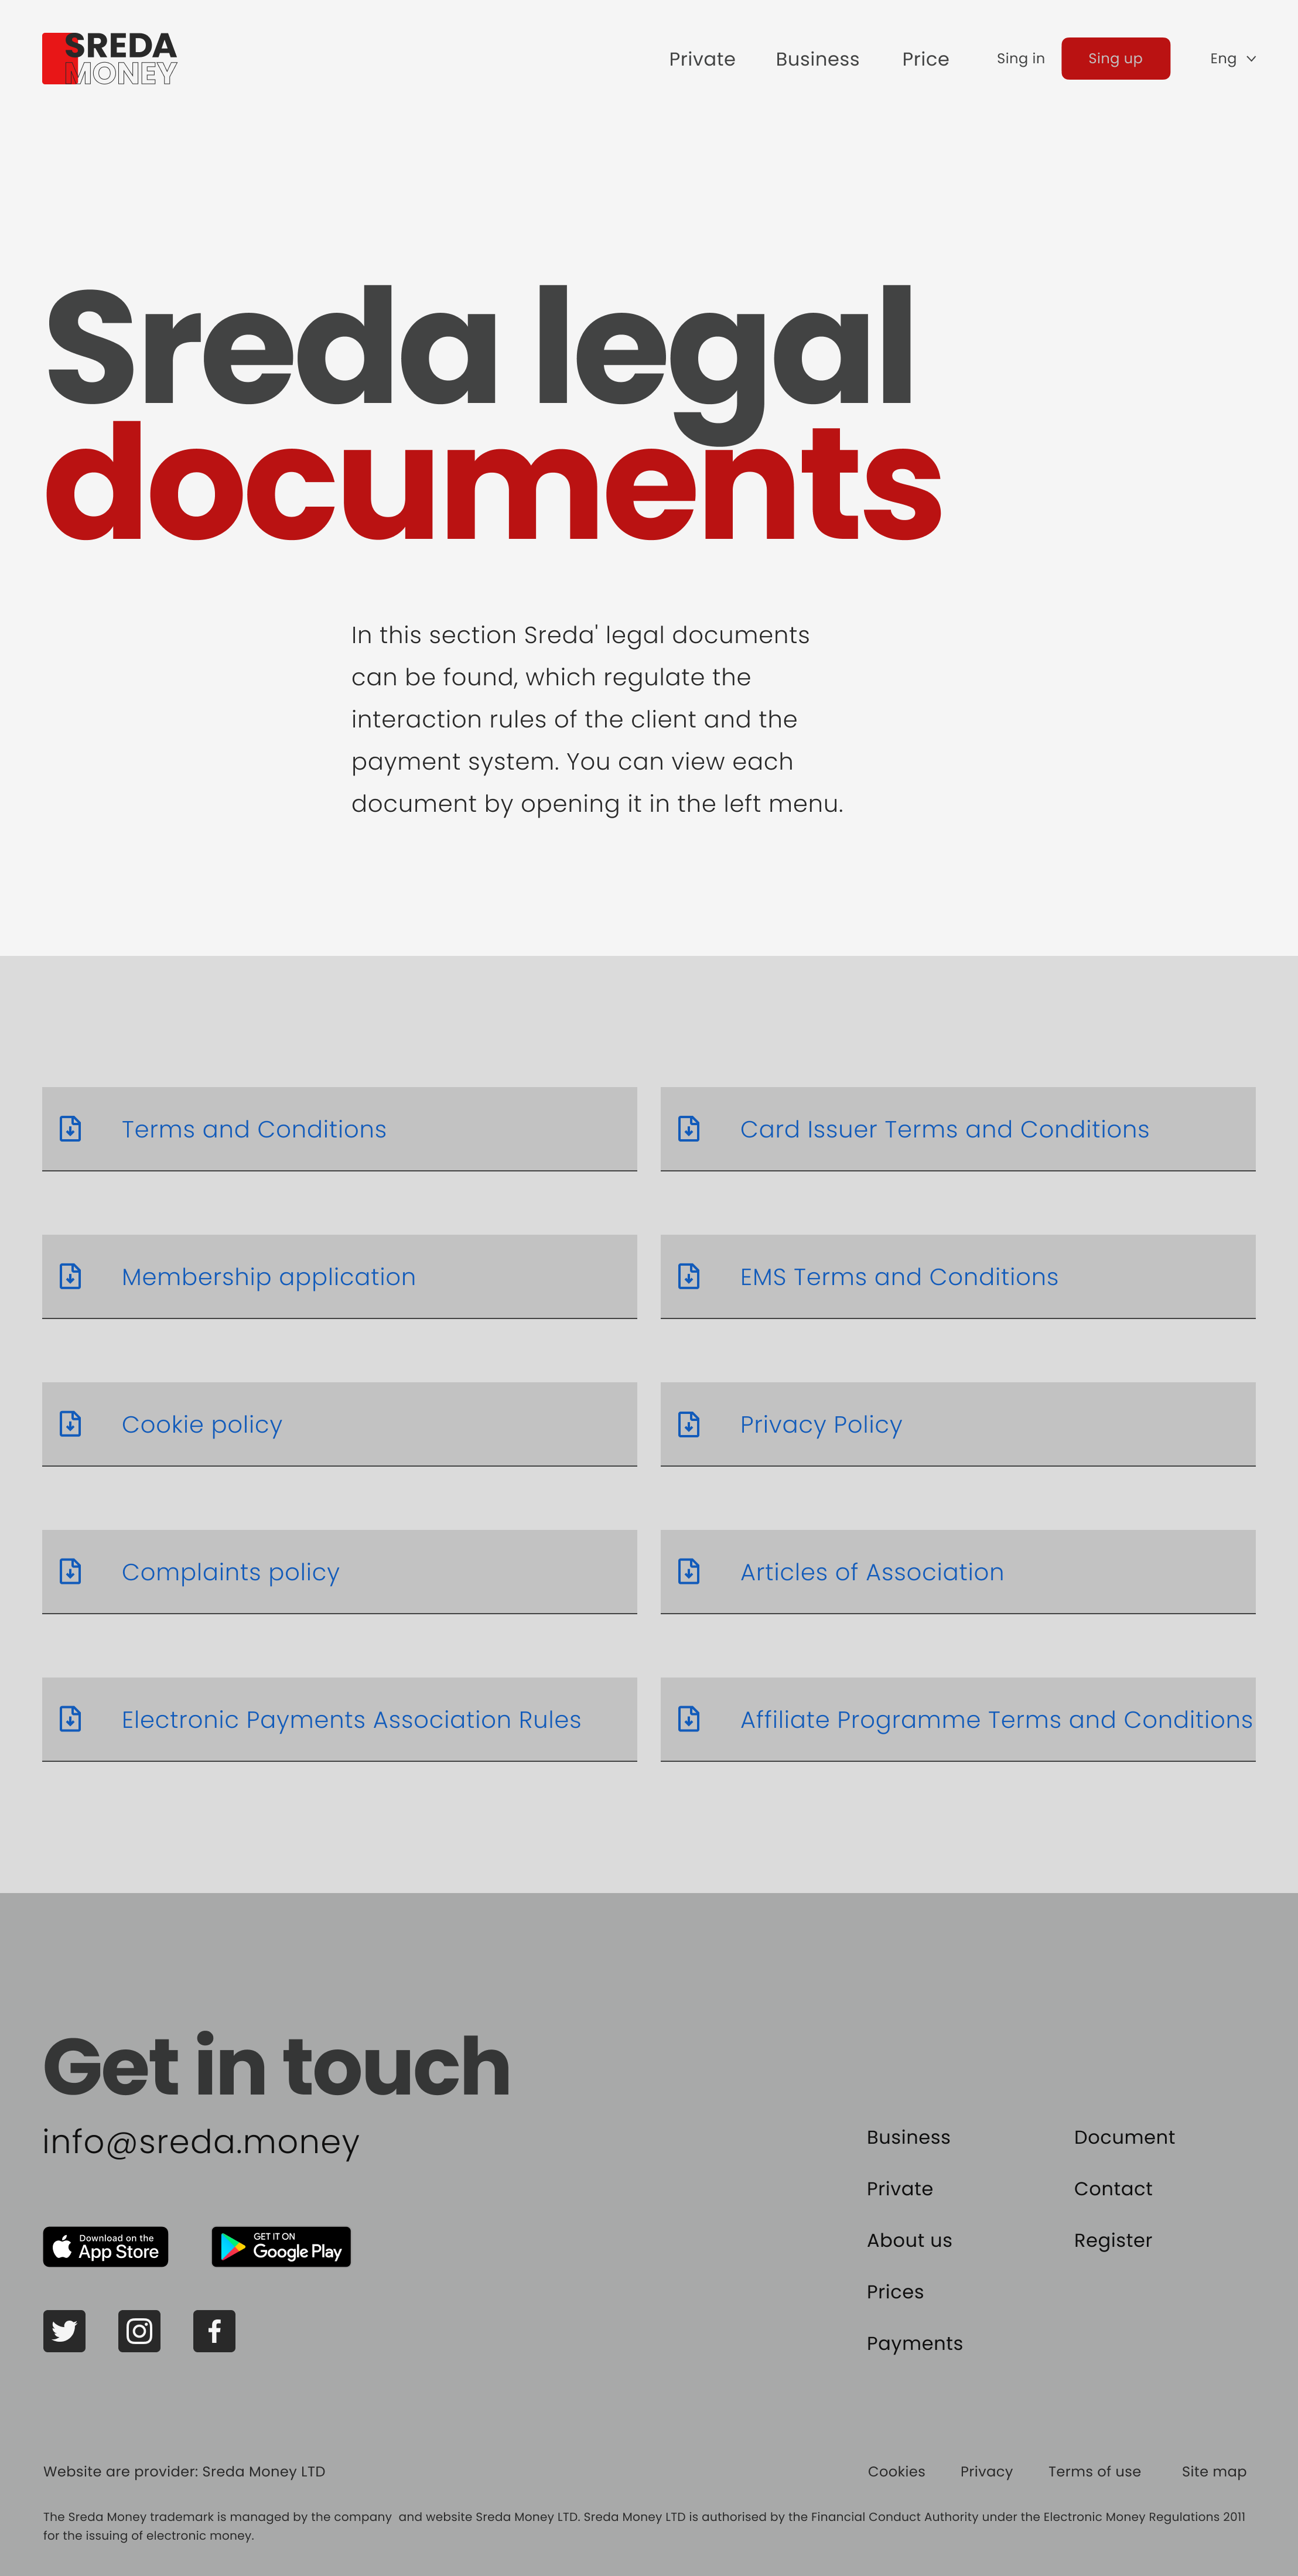 SREDA
MONEY
Private Business Price Sing in Sing up Eng
Sreda legal
documents
In this section Sreda' legal documents
can be found, which regulate the
interaction rules of the client and the
payment system. You can view each
document by opening it in the left menu.
Terms and Conditions
Card Issuer Terms and Conditions
Membership application
EMS Terms and Conditions
Cookie policy
Privacy Policy
Complaints policy
Articles of Association
Electronic Payments Association Rules
Affiliate Programme Terms and Conditions
Get in touch
info@sreda.money
Download on the
App Store
GET IT ON
Google Play
Business
Private
About us
Prices
Payments
Document
Contact
Register
Website are provider: Sreda Money LTD
Cookies Privacy Terms of use Site map
The Sreda Money trademark is managed by the company and website Sreda Money LTD. Sreda Money LTD is authorised by the Financial Conduct Authority under the Electronic Money Regulations 2011
for the issuing of electronic money.